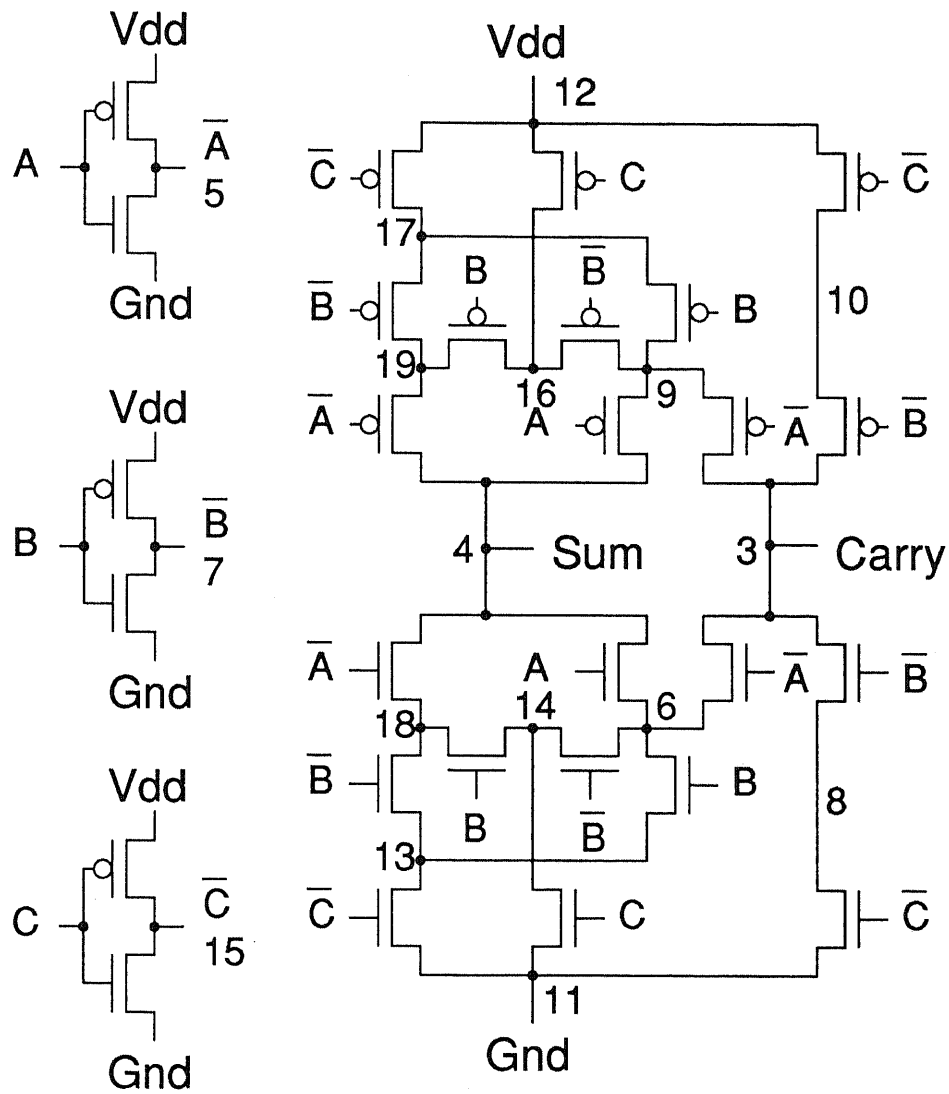 Vdd
A
A̅
5
Gnd
Vdd
B
B̅
7
Gnd
Vdd
C
C̅
15
Gnd
Vdd
12
C̅
C
C̅
17
B
B̅
B̅
B
10
19
16
9
A̅
A
A̅
B̅
4
Sum
3
Carry
A̅
A
A̅
B̅
14
6
18
B̅
B
8
B
B̅
13
C̅
C
C̅
11
Gnd